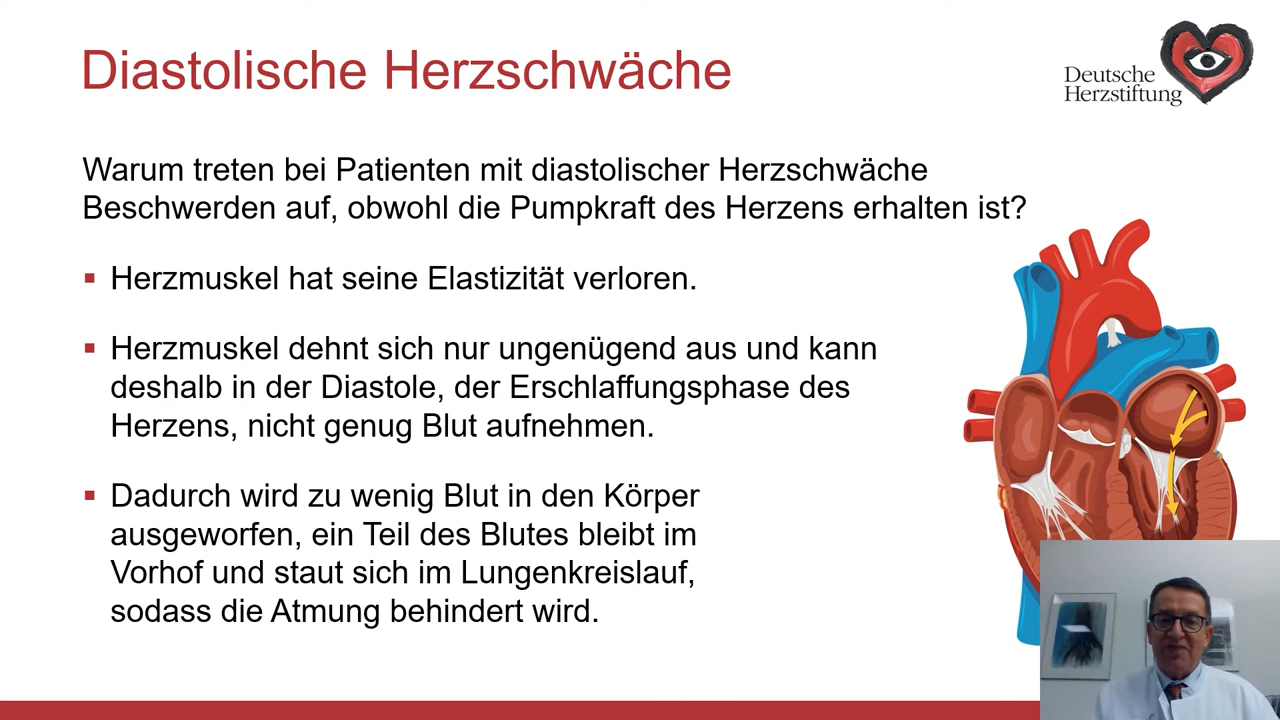 Diastolische Herzschwäche
Deutsche
Herzstiftung
Warum treten bei Patienten mit diastolischer Herzschwäche
Beschwerden auf, obwohl die Pumpkraft des Herzens erhalten ist?
▪ Herzmuskel hat seine Elastizität verloren.
▪ Herzmuskel dehnt sich nur ungenügend aus und kann
deshalb in der Diastole, der Erschlaffungsphase des
Herzens, nicht genug Blut aufnehmen.
▪ Dadurch wird zu wenig Blut in den Körper
ausgeworfen, ein Teil des Blutes bleibt im
Vorhof und staut sich im Lungenkreislauf,
sodass die Atmung behindert wird.